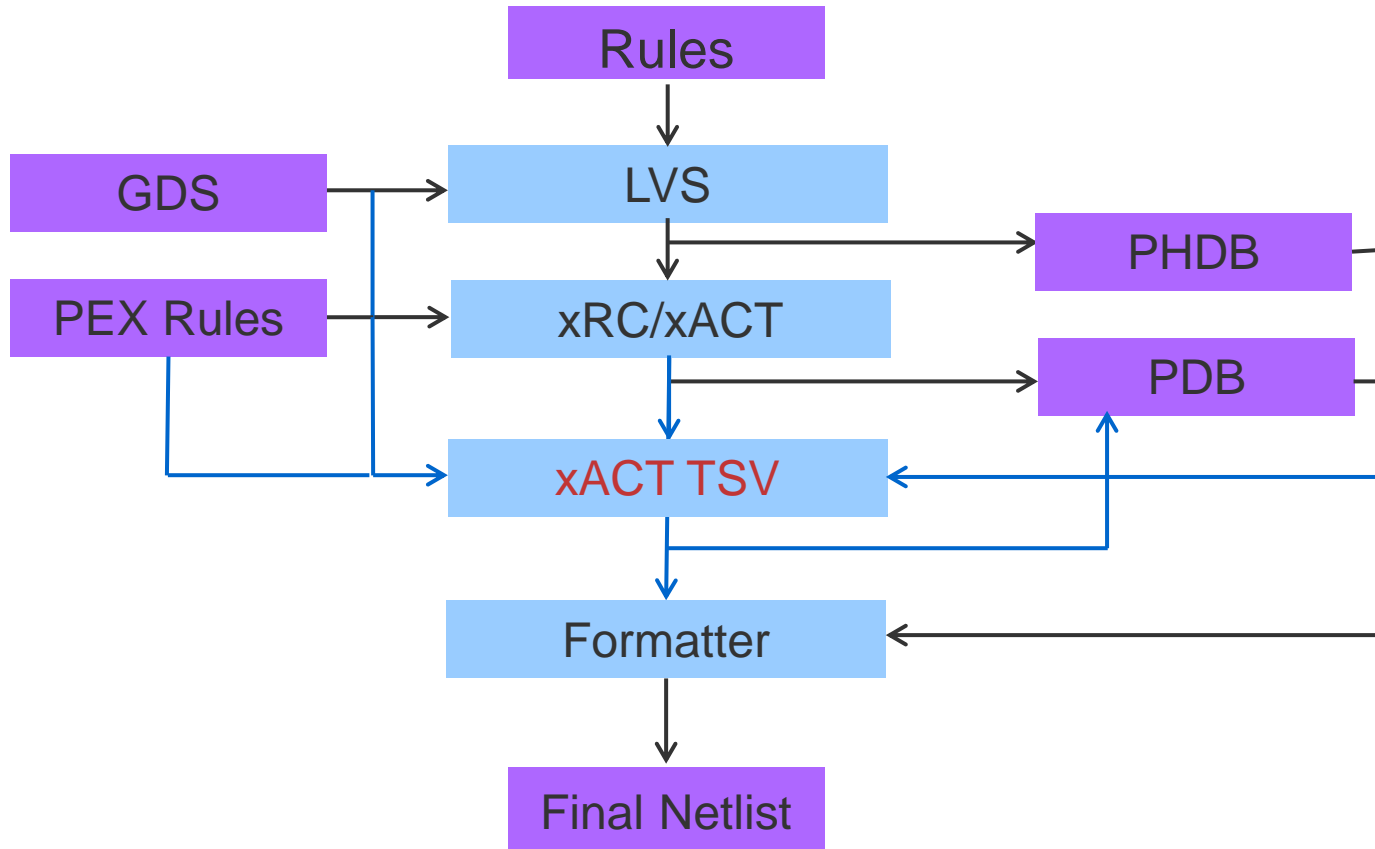 Rules
GDS
LVS
PHDB
PEX Rules
xRC/xACT
PDB
xACT TSV
Formatter
Final Netlist